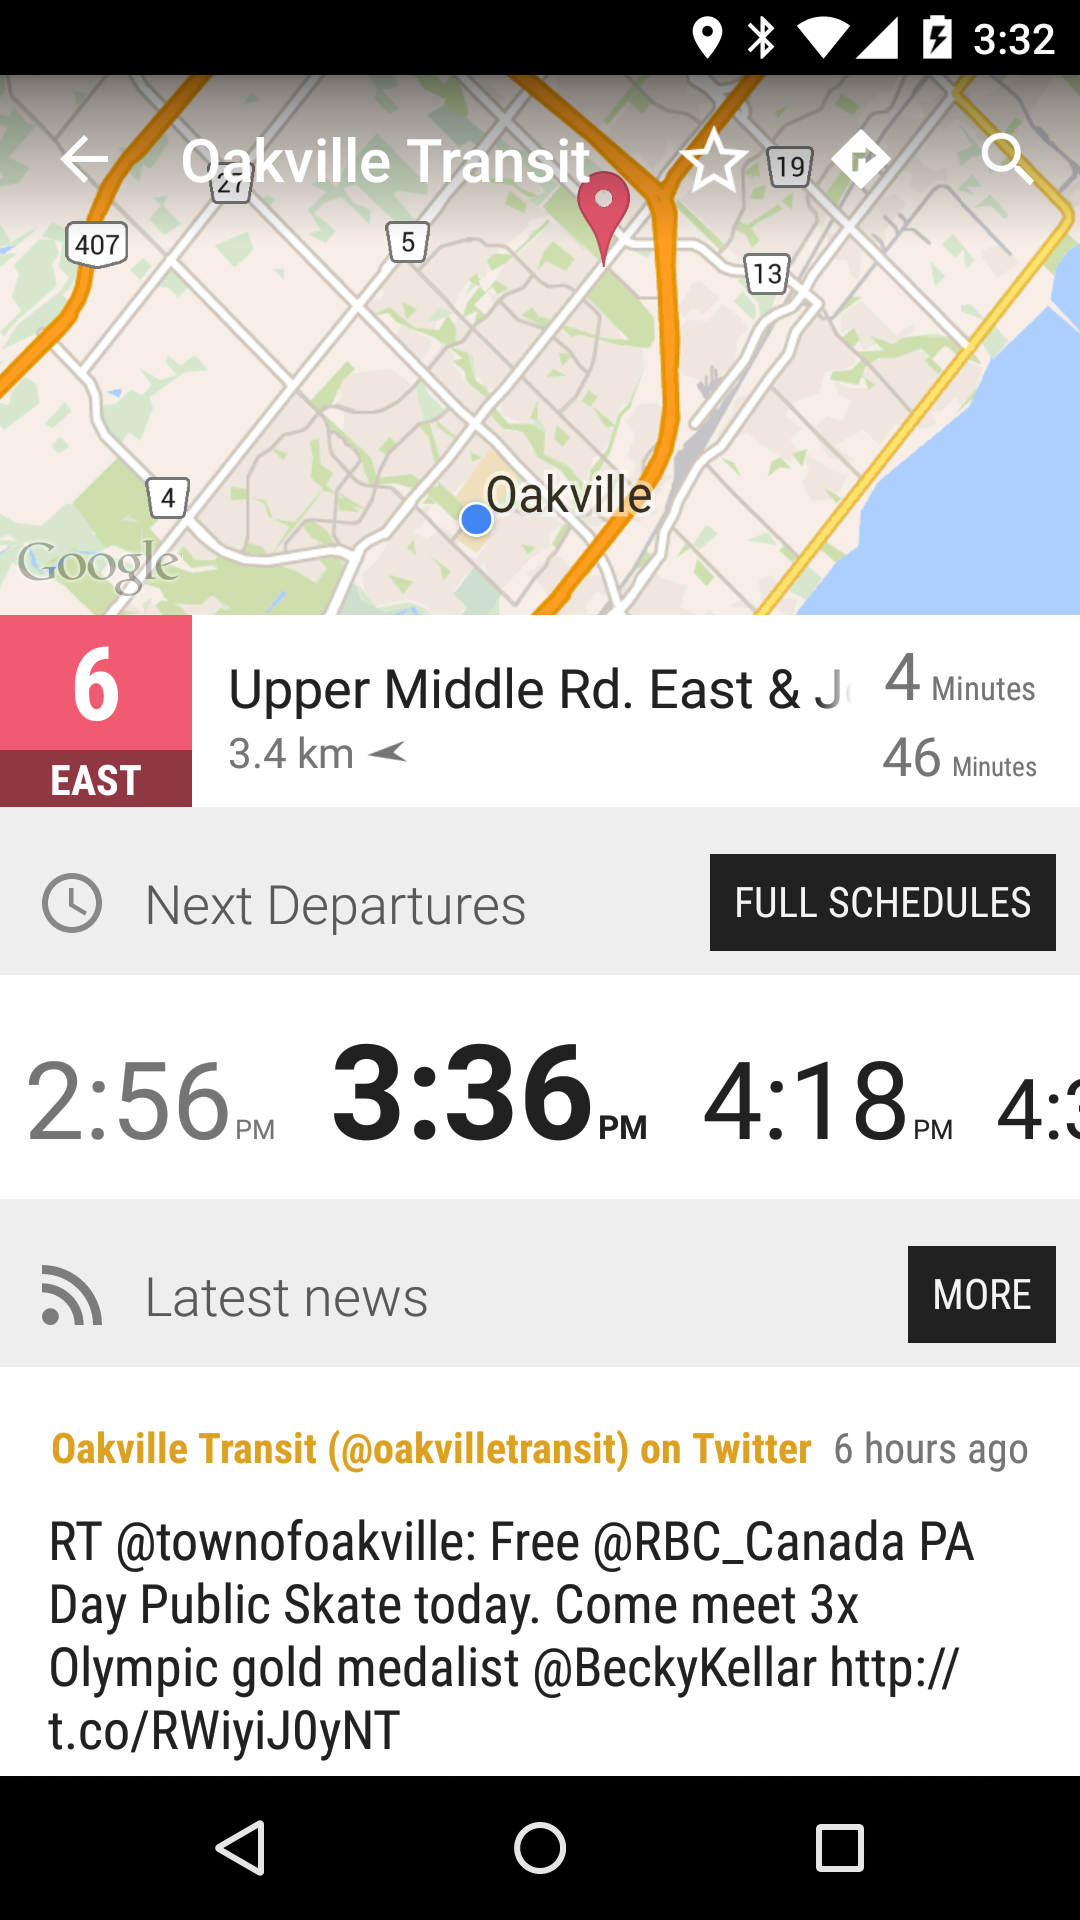 3:32
Oakville Transit
27
19
407
5
13
4
Oakville
Google
6
EAST
Upper Middle Rd. East &
3.4 km
4 Minutes
46 Minutes
Next Departures
FULL SCHEDULES
2:56 PM
3:36 PM
4:18 PM
Latest news
MORE
Oakville Transit (@oakvilletransit) on Twitter 6 hours ago
RT @townofoakville: Free @RBC_Canada PA
Day Public Skate today. Come meet 3x
Olympic gold medalist @BeckyKellar http://
t.co/RWiyiJ0yNT